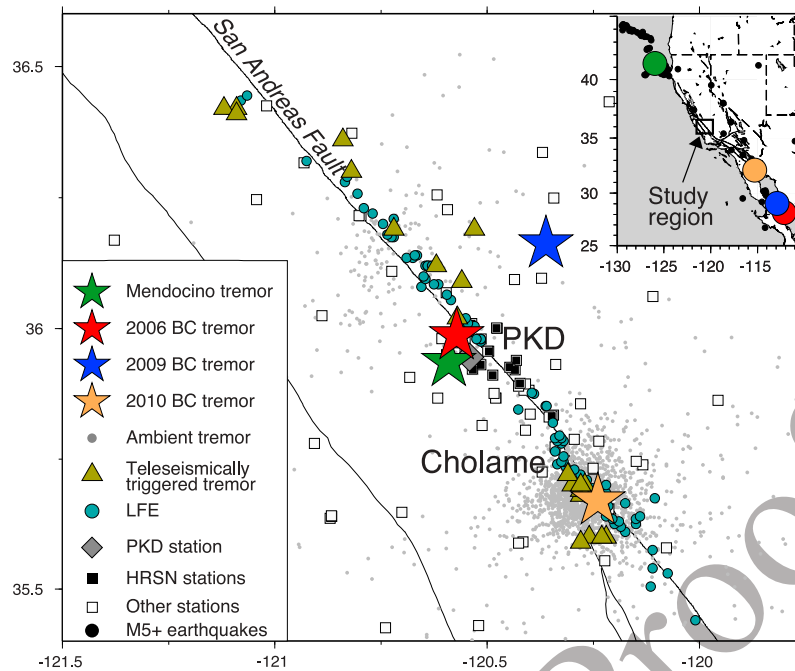 36.5
36
35.5
-121.5
-121
-120.5
-120
San Andreas Fault
PKD
Cholame
Mendocino tremor
2006 BC tremor
2009 BC tremor
2010 BC tremor
Ambient tremor
Teleseismically
triggered tremor
LFE
PKD station
HRSN stations
Other stations
M5+ earthquakes
40
35
30
25
-130
-120
-110
Study
region
Proo